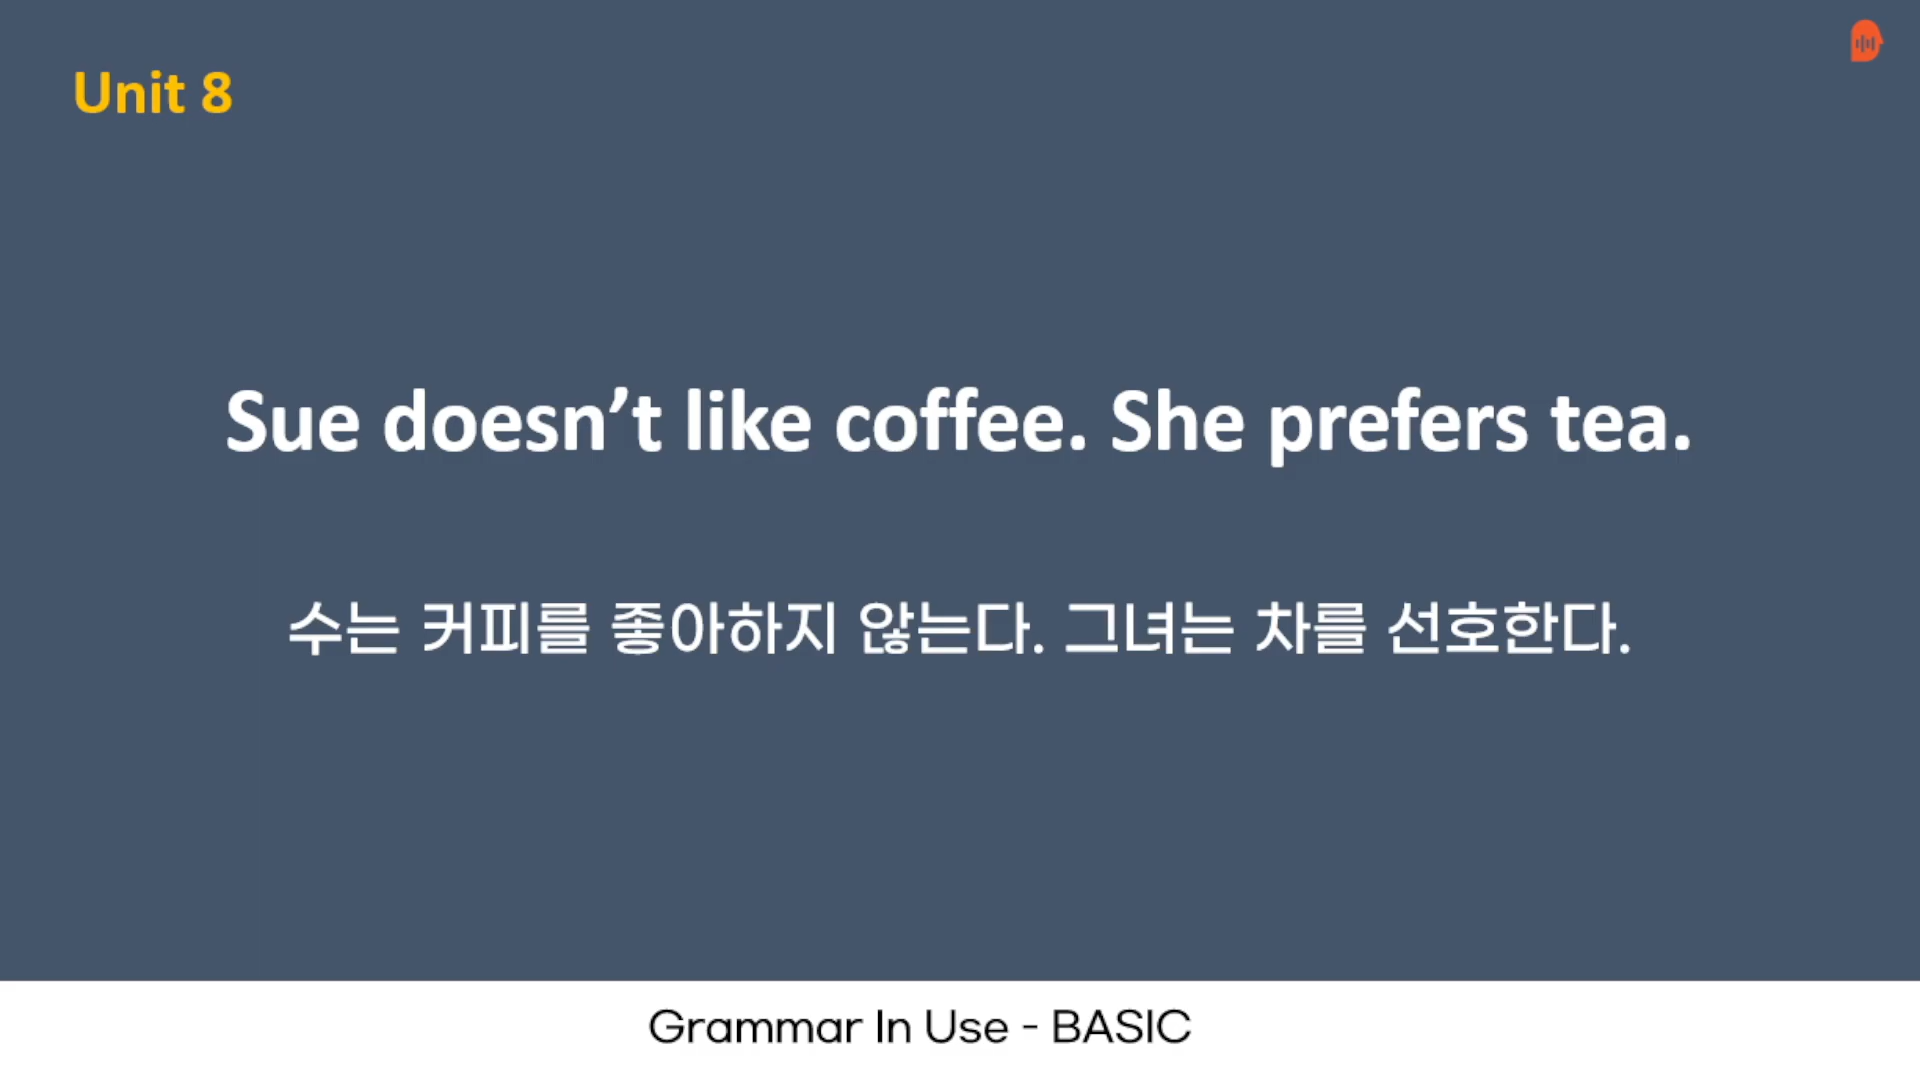 Unit 8
Sue doesn’t like coffee. She prefers tea.
수는 커피를 좋아하지 않는다. 그녀는 차를 선호한다.
Grammar In Use - BASIC